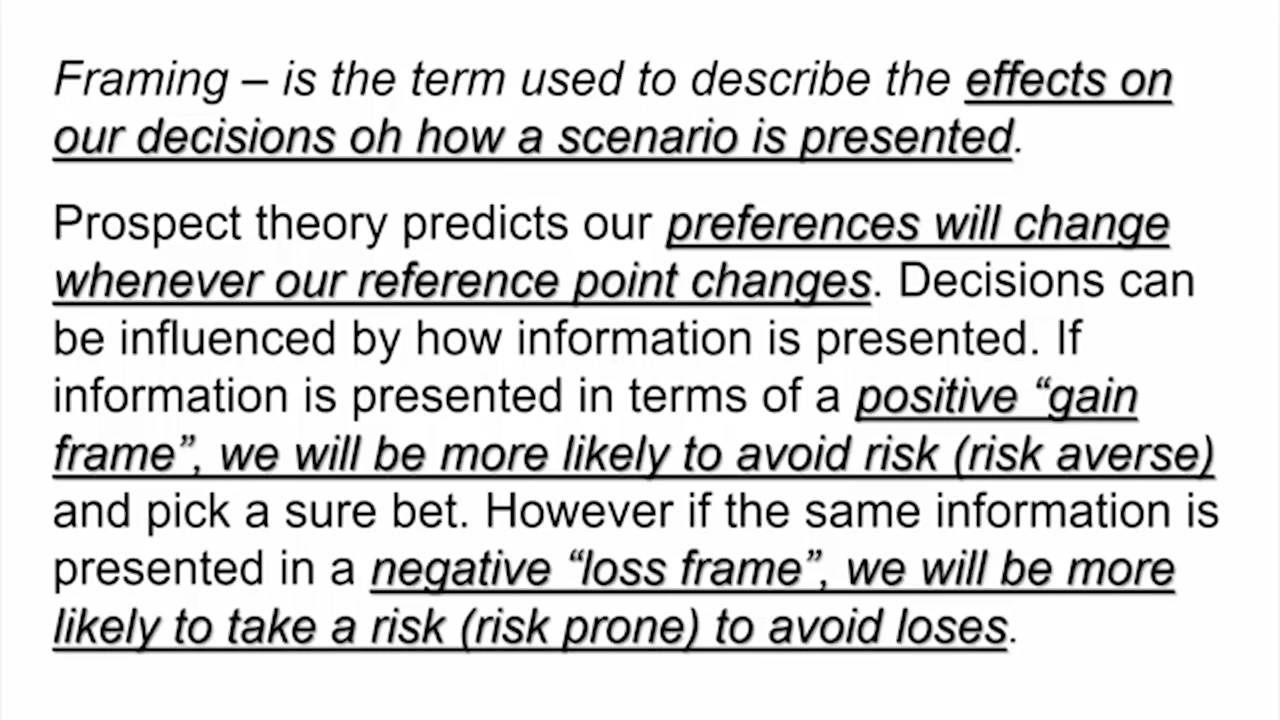 Framing – is the term used to describe the effects on
our decisions oh how a scenario is presented.
Prospect theory predicts our preferences will change
whenever our reference point changes. Decisions can
be influenced by how information is presented. If
information is presented in terms of a positive “gain
frame”, we will be more likely to avoid risk (risk averse)
and pick a sure bet. However if the same information is
presented in a negative “loss frame”, we will be more
likely to take a risk (risk prone) to avoid loses.